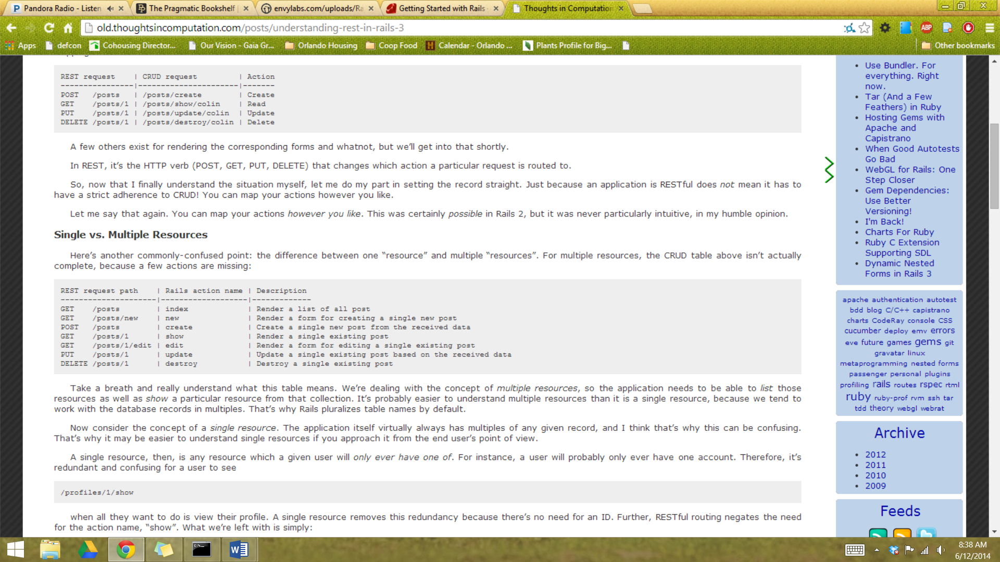 Pandora Radio - Listen
The Pragmatic Bookshelf
envylabs.com/uploads/Ra
Getting Started with Rails
Thoughts in Computation
old.thoughtsincomputation.com/posts/understanding-rest-in-rails-3
ABP
Apps
defcon
Cohousing Director...
Our Vision - Gaia Gr...
Orlando Housing
Coop Food
Calendar - Orlando ...
Plants Profile for Big...
Other bookmarks
REST request    | CRUD request         | Action
----------------|----------------------|-------
POST   /posts   | /posts/create        | Create
GET    /posts/1 | /posts/show/colin    | Read
PUT    /posts/1 | /posts/update/colin  | Update
DELETE /posts/1 | /posts/destroy/colin | Delete
A few others exist for rendering the corresponding forms and whatnot, but we’ll get into that shortly.
In REST, it’s the HTTP verb (POST, GET, PUT, DELETE) that changes which action a particular request is routed to.
So, now that I finally understand the situation myself, let me do my part in setting the record straight. Just because an application is RESTful does not mean it has to
have a strict adherence to CRUD! You can map your actions however you like.
Let me say that again. You can map your actions however you like. This was certainly possible in Rails 2, but it was never particularly intuitive, in my humble opinion.
Single vs. Multiple Resources
Here’s another commonly-confused point: the difference between one “resource” and multiple “resources”. For multiple resources, the CRUD table above isn’t actually
complete, because a few actions are missing:
REST request path    | Rails action name | Description
---------------------|-------------------|-------------
GET    /posts        | index             | Render a list of all post
GET    /posts/new    | new               | Render a form for creating a single new post
POST   /posts        | create            | Create a single new post from the received data
GET    /posts/1      | show              | Render a single existing post
GET    /posts/1/edit | edit              | Render a form for editing a single existing post
PUT    /posts/1      | update            | Update a single existing post based on the received data
DELETE /posts/1      | destroy           | Destroy a single existing post
Take a breath and really understand what this table means. We’re dealing with the concept of multiple resources, so the application needs to be able to list those
resources as well as show a particular resource from that collection. It’s probably easier to understand multiple resources than it is a single resource, because we tend to
work with the database records in multiples. That’s why Rails pluralizes table names by default.
Now consider the concept of a single resource. The application itself virtually always has multiples of any given record, and I think that’s why this can be confusing.
That’s why it may be easier to understand single resources if you approach it from the end user’s point of view.
A single resource, then, is any resource which a given user will only ever have one of. For instance, a user will probably only ever have one account. Therefore, it’s
redundant and confusing for a user to see
/profiles/1/show
when all they want to do is view their profile. A single resource removes this redundancy because there’s no need for an ID. Further, RESTful routing negates the need
for the action name, “show”. What we’re left with is simply:
• Use Bundler. For
everything. Right
now.
• Tar (And a Few
Feathers) in Ruby
• Hosting Gems with
Apache and
Capistrano
• When Good Autotests
Go Bad
• WebGL for Rails: One
Step Closer
• Gem Dependencies:
Use Better
Versioning!
• I'm Back!
• Charts For Ruby
• Ruby C Extension
Supporting SDL
• Dynamic Nested
Forms in Rails 3
apache authentication autotest
bdd blog C/C++ capistrano
charts CodeRay console CSS
cucumber deploy emv errors
eve future games gems git
gravatar linux
metaprogramming nested forms
passenger personal plugins
profiling rails routes rspec rtml
ruby ruby-prof rvm ssh tar
tdd theory webgl webrat
Archive
• 2012
• 2011
• 2010
• 2009
Feeds
8:38 AM
6/12/2014